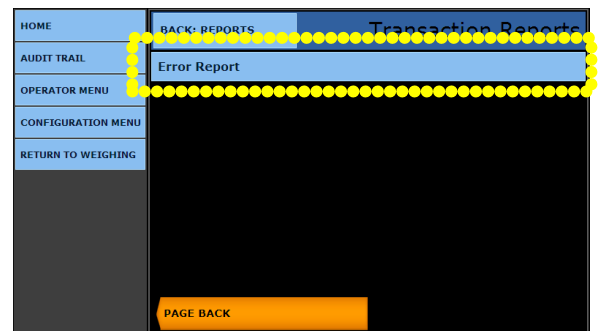 HOME
BACK: REPORTS
Transaction Reports
AUDIT TRAIL
Error Report
OPERATOR MENU
CONFIGURATION MENU
RETURN TO WEIGHING
PAGE BACK